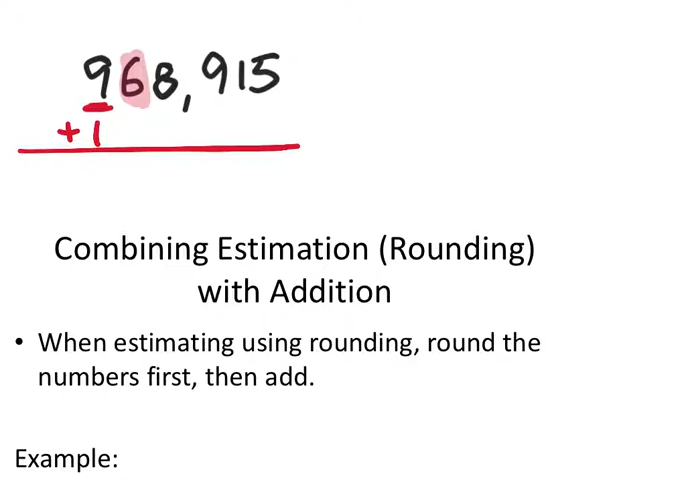 968,915
+1
Combining Estimation (Rounding)
with Addition
• When estimating using rounding, round the
numbers first, then add.
Example: